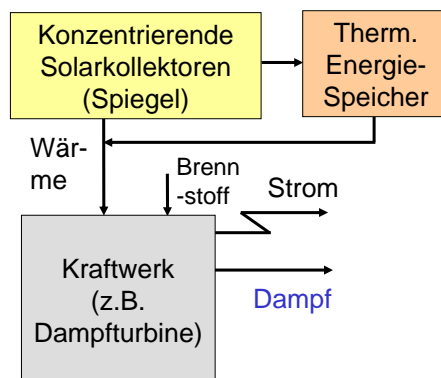 Konzentrierende
Solarkollektoren
(Spiegel)
Therm.
Energie-
Speicher
Wär-
me
Brenn
-stoff
Strom
Kraftwerk
(z.B.
Dampfturbine)
Dampf